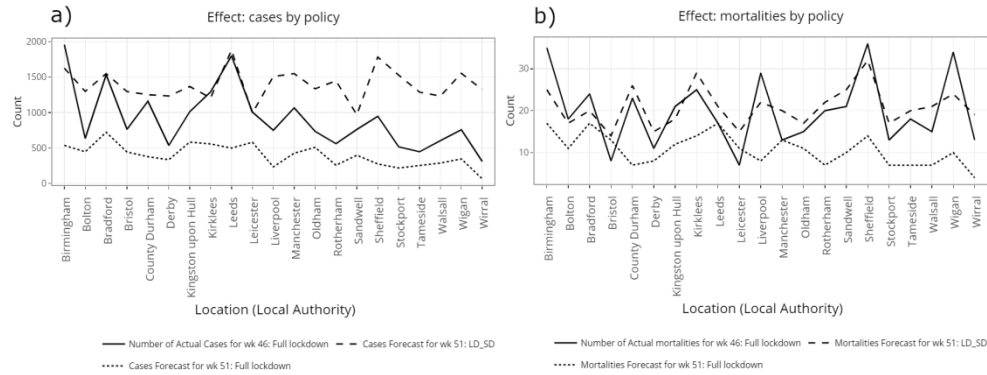 a)
Effect: cases by policy
Count
2000
1500
1000
500
0
Birmingham
Bolton
Bradford
Bristol
County Durham
Derby
Kingston upon Hull
Kirklees
Leeds
Leicester
Liverpool
Manchester
Oldham
Rotherham
Sandwell
Sheffield
Stockport
Tameside
Walsall
Wigan
Wirral
Location (Local Authority)
Number of Actual Cases for wk 46: Full lockdown
Cases Forecast for wk 51: LD_SD
Cases Forecast for wk 51: Full lockdown
b)
Effect: mortalities by policy
Count
30
20
10
Birmingham
Bolton
Bradford
Bristol
County Durham
Derby
Kingston upon Hull
Kirklees
Leeds
Leicester
Liverpool
Manchester
Oldham
Rotherham
Sandwell
Sheffield
Stockport
Tameside
Walsall
Wigan
Wirral
Location (Local Authority)
Number of Actual mortalities for wk 46: Full lockdown
Mortalities Forecast for wk 51: LD_SD
Mortalities Forecast for wk 51: Full lockdown